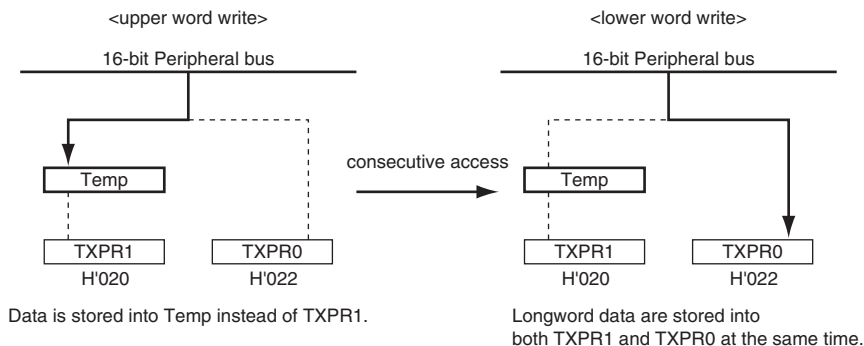 <upper word write>
16-bit Peripheral bus
Temp
TXPR1 TXPR0
H'020 H'022
Data is stored into Temp instead of TXPR1.
consecutive access
<lower word write>
16-bit Peripheral bus
Temp
TXPR1 TXPR0
H'020 H'022
Longword data are stored into
both TXPR1 and TXPR0 at the same time.